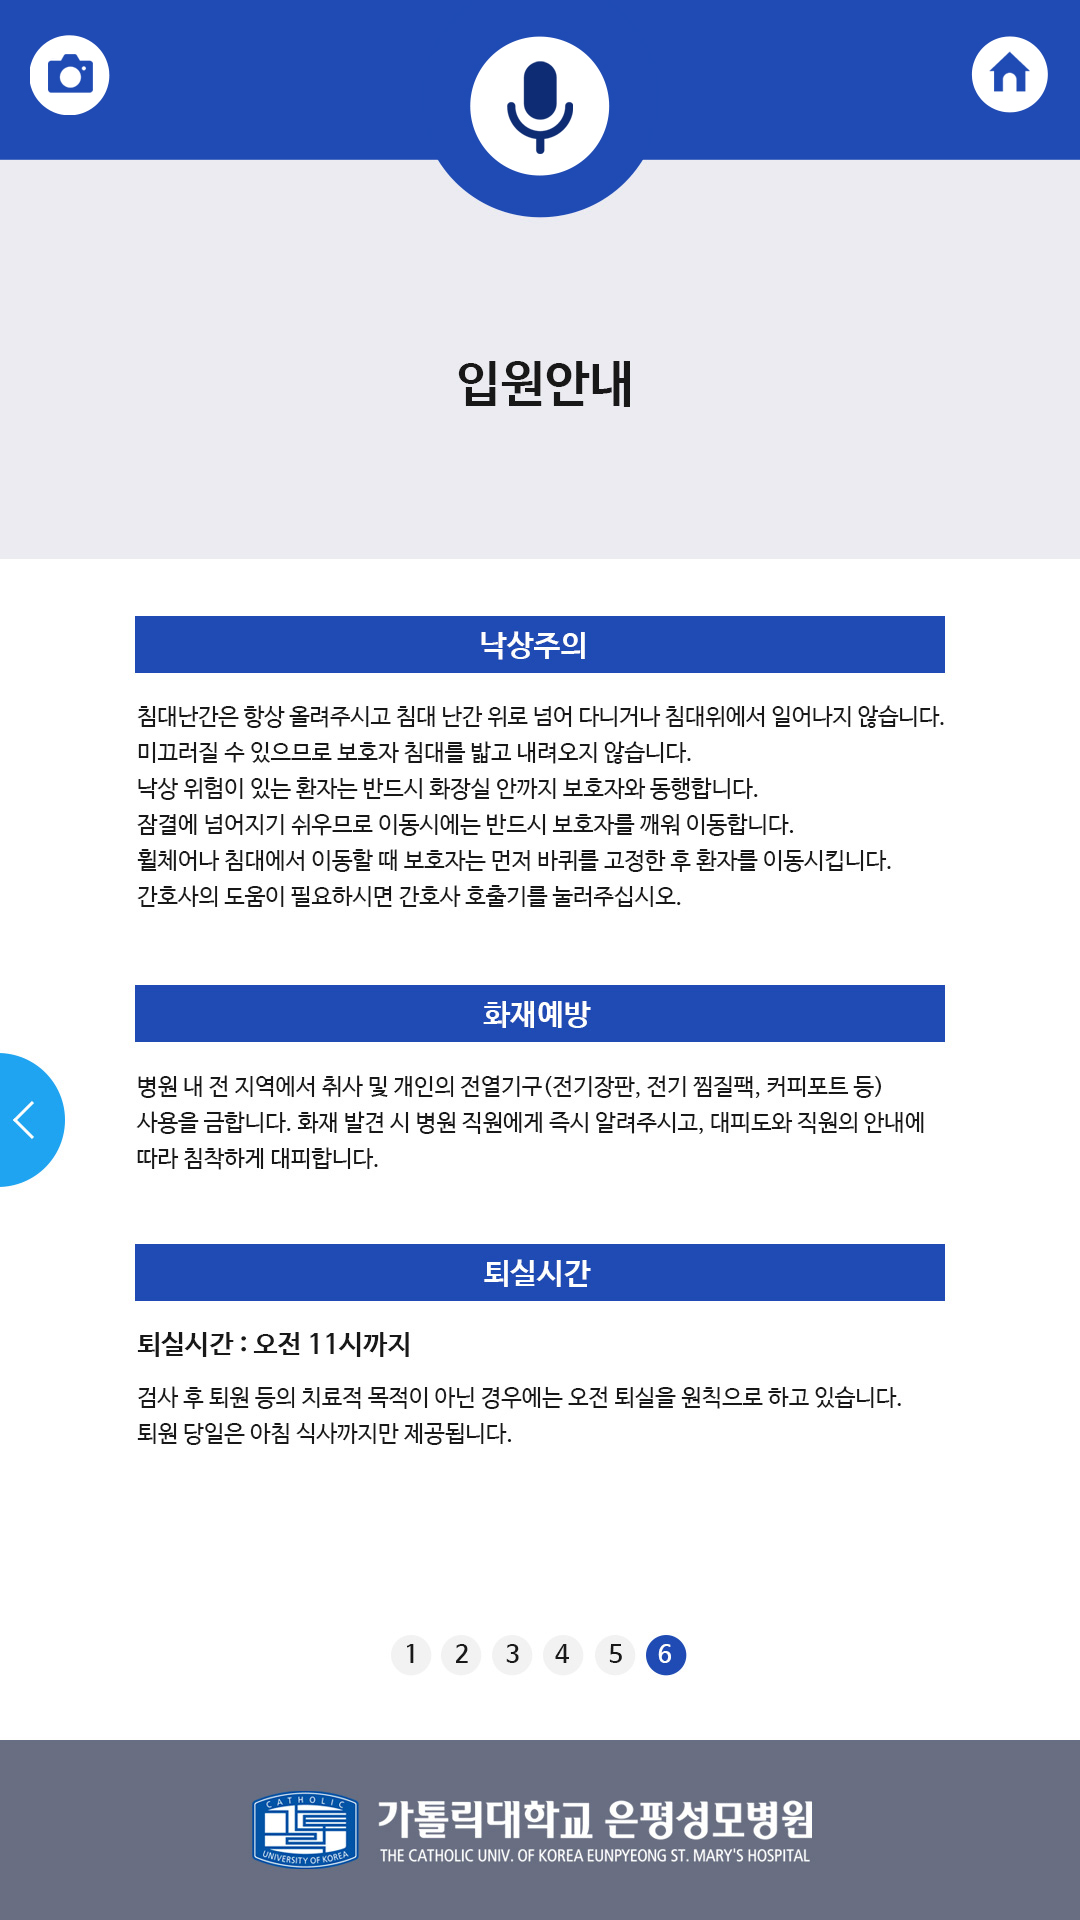 입원안내
낙상주의
침대난간은 항상 올려주시고 침대 난간 위로 넘어 다니거나 침대위에서 일어나지 않습니다.
미끄러질 수 있으므로 보호자 침대를 밟고 내려오지 않습니다.
낙상 위험이 있는 환자는 반드시 화장실 안까지 보호자와 동행합니다.
잠결에 넘어지기 쉬우므로 이동시에는 반드시 보호자를 깨워 이동합니다.
휠체어나 침대에서 이동할 때 보호자는 먼저 바퀴를 고정한 후 환자를 이동시킵니다.
간호사의 도움이 필요하시면 간호사 호출기를 눌러주십시오.
화재예방
병원 내 전 지역에서 취사 및 개인의 전열기구(전기장판, 전기 찜질팩, 커피포트 등)
사용을 금합니다. 화재 발견 시 병원 직원에게 즉시 알려주시고, 대피도와 직원의 안내에
따라 침착하게 대피합니다.
퇴실시간
퇴실시간 : 오전 11시까지
검사 후 퇴원 등의 치료적 목적이 아닌 경우에는 오전 퇴실을 원칙으로 하고 있습니다.
퇴원 당일은 아침 식사까지만 제공됩니다.
1 2 3 4 5 6
CATHOLIC
UNIVERSITY OF KOREA
가톨릭대학교 은평성모병원
THE CATHOLIC UNIV. OF KOREA EUNPYEONG ST. MARY'S HOSPITAL